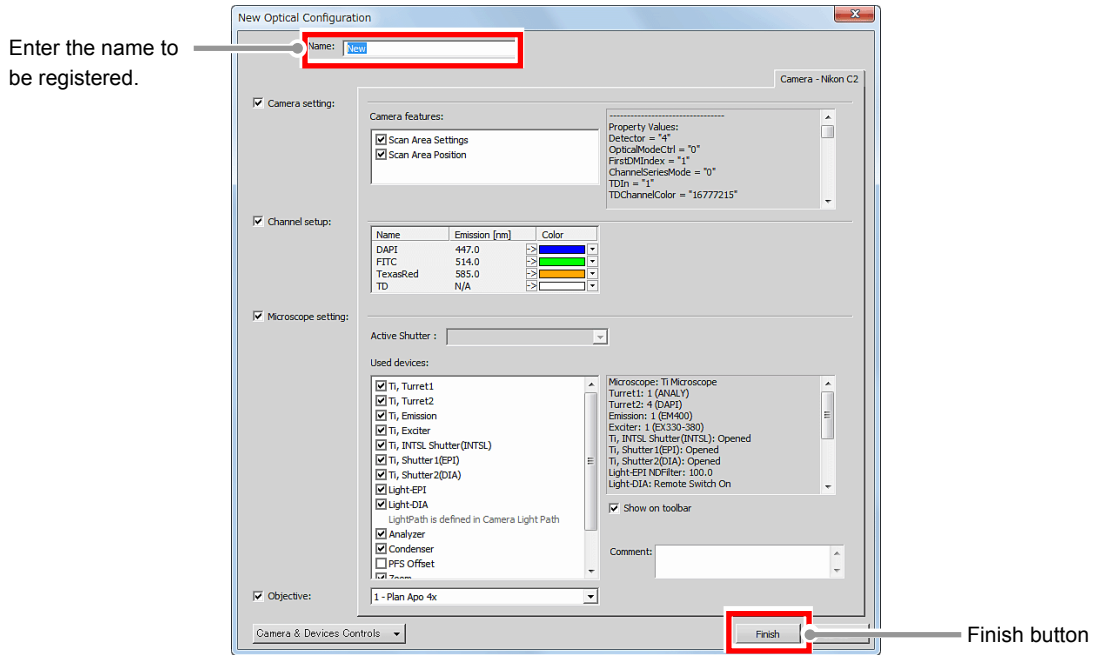 New Optical Configuration
Enter the name to
be registered.
Name: New
Camera - Nikon C2
Camera setting:
Camera features:
Scan Area Settings
Scan Area Position
--------------------------------
Property Values:
Detector = "4"
OpticalModeCtrl = "0"
FirstDMIndex = "1"
ChannelSeriesMode = "0"
TDIn = "1"
TDChannelColor = "16777215"
Channel setup:
Name Emission [nm] Color
DAPI 447.0 ->
FITC 514.0 ->
TexasRed 585.0 ->
TD N/A ->
Microscope setting:
Active Shutter :
Used devices:
Ti, Turret1
Ti, Turret2
Ti, Emission
Ti, Exciter
Ti, INTSL Shutter(INTSL)
Ti, Shutter1(EPI)
Ti, Shutter2(DIA)
Light-EPI
Light-DIA
LightPath is defined in Camera Light Path
Analyzer
Condenser
PFS Offset
Zoom
Microscope: Ti Microscope
Turret1: 1 (ANALY)
Turret2: 4 (DAPI)
Emission: 1 (EM400)
Exciter: 1 (EX330-380)
Ti, INTSL Shutter(INTSL): Opened
Ti, Shutter1(EPI): Opened
Ti, Shutter2(DIA): Opened
Light-EPI NDFilter: 100.0
Light-DIA: Remote Switch On
Show on toolbar
Comment:
Objective:
1 - Plan Apo 4x
Camera & Devices Controls
Finish
Finish button